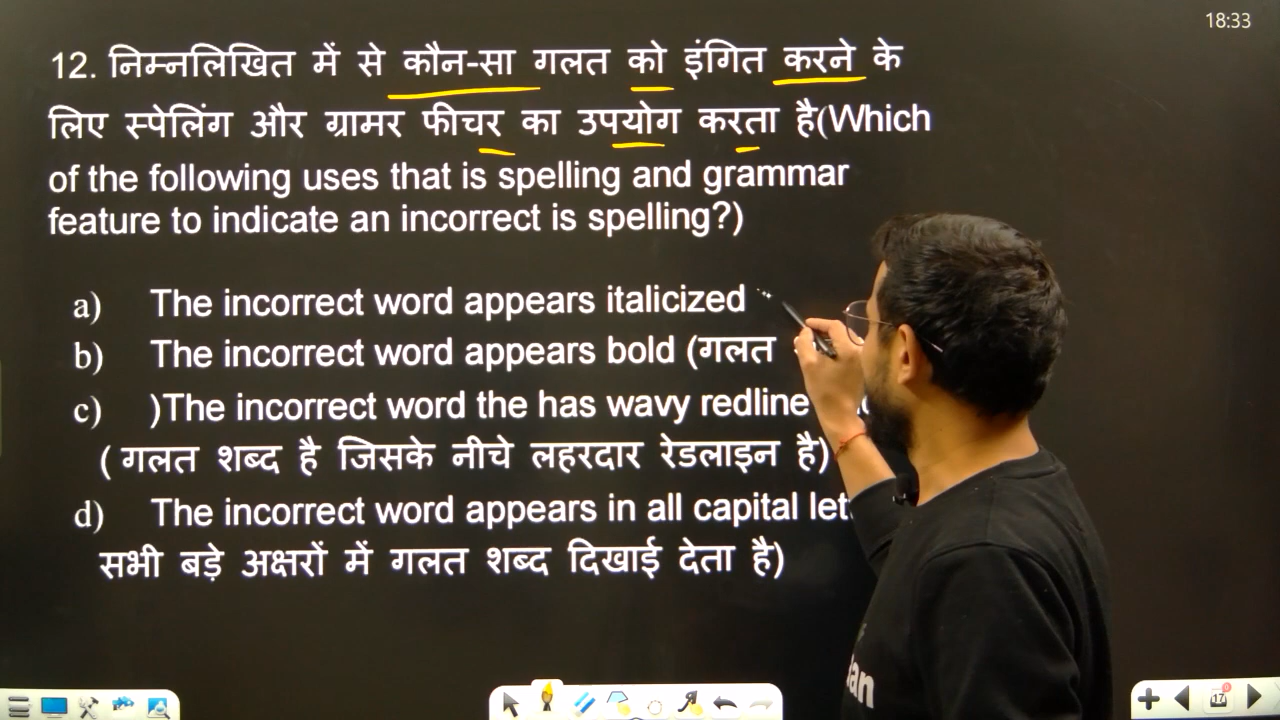 18:33
12. निम्नलिखित में से कौन-सा गलत को इंगित करने के
लिए स्पेलिंग और ग्रामर फीचर का उपयोग करता है(Which
of the following uses that is spelling and grammar
feature to indicate an incorrect is spelling?)
a) The incorrect word appears italicized
b) The incorrect word appears bold (गलत
c) )The incorrect word the has wavy redline
( गलत शब्द है जिसके नीचे लहरदार रेडलाइन है)
d) The incorrect word appears in all capital
सभी बड़े अक्षरों में गलत शब्द दिखाई देता है)
17